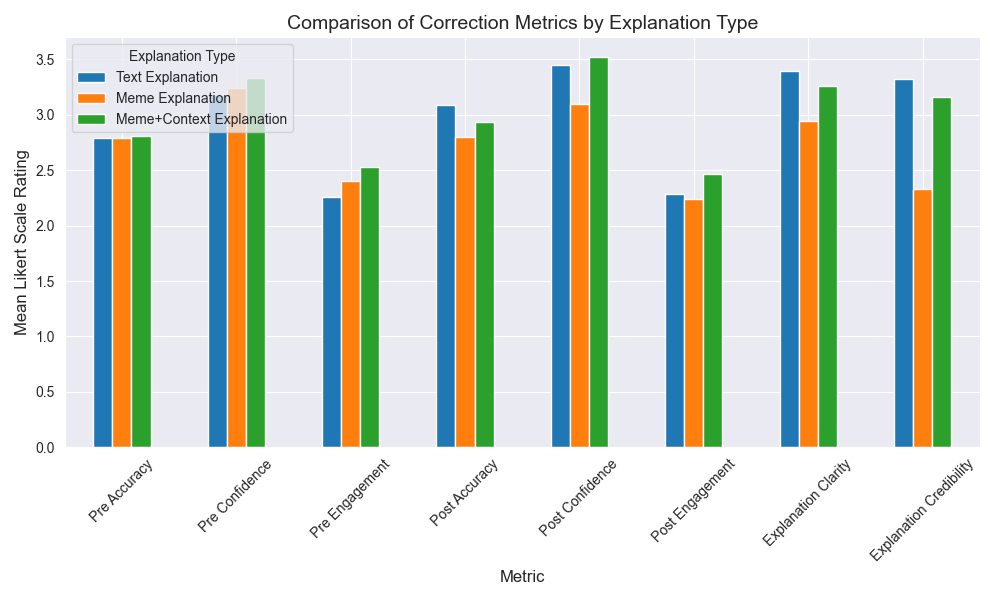 Comparison of Correction Metrics by Explanation Type
Explanation Type
Text Explanation
Meme Explanation
Meme+Context Explanation
Mean Likert Scale Rating
3.5
3.0
2.5
2.0
1.5
1.0
0.5
0.0
Pre Accuracy
Pre Confidence
Pre Engagement
Post Accuracy
Post Confidence
Post Engagement
Explanation Clarity
Explanation Credibility
Metric